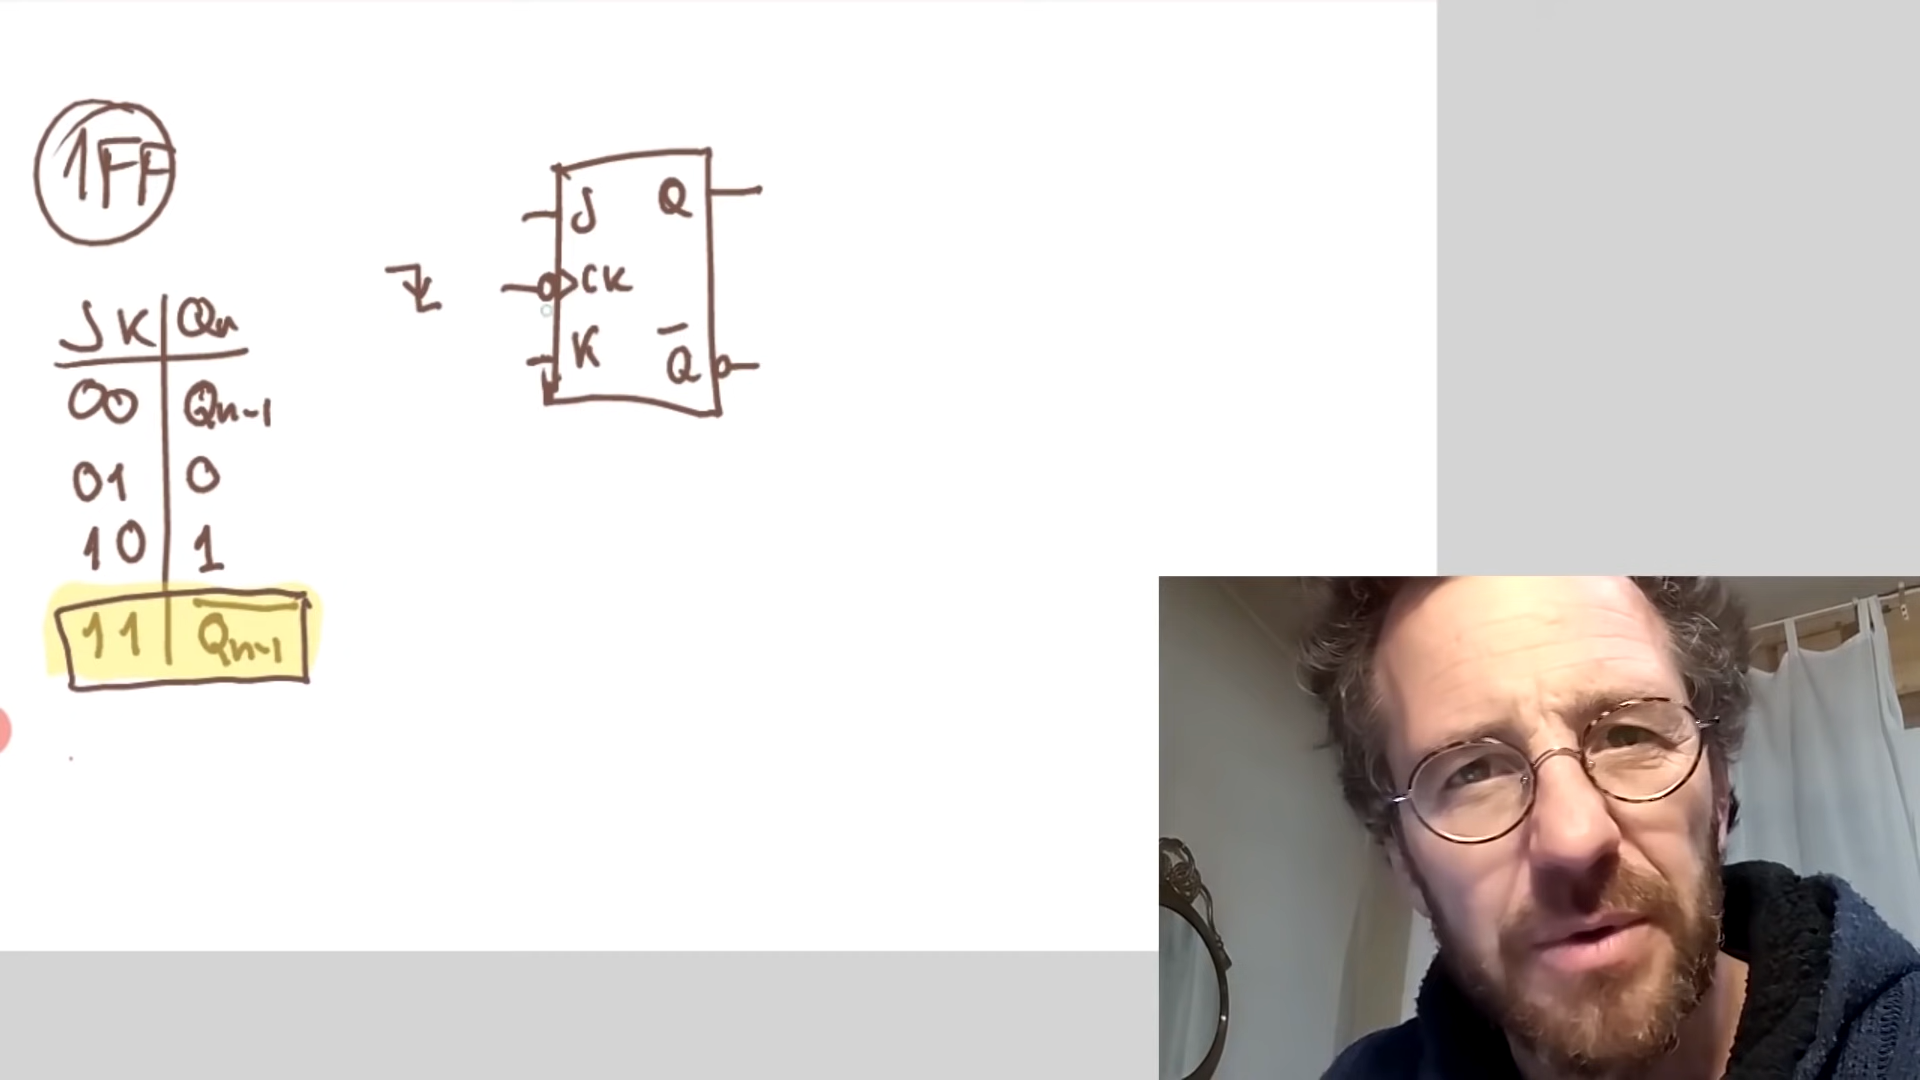 1FF
J Q
CK
K Q̅
J K | Qn
00 | Qn-1
01 | 0
10 | 1
11 | Q̅n̅-̅1̅